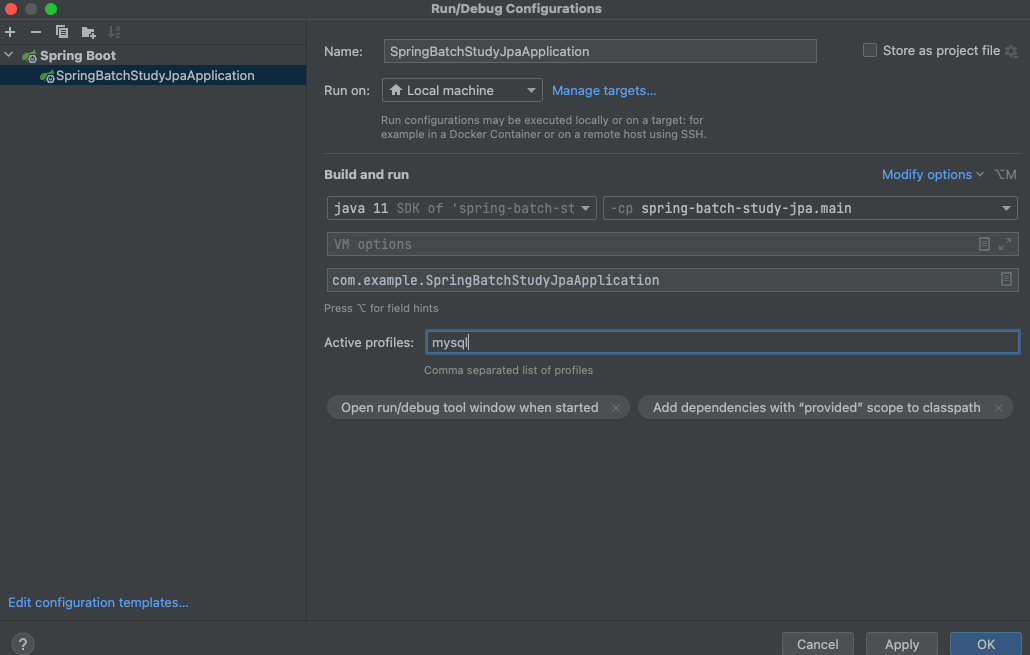 Run/Debug Configurations
Spring Boot
SpringBatchStudyJpaApplication
Name: SpringBatchStudyJpaApplication Store as project file
Run on: Local machine Manage targets...
Run configurations may be executed locally or on a target: for
example in a Docker Container or on a remote host using SSH.
Build and run Modify options ⌥M
java 11 SDK of 'spring-batch-st -cp spring-batch-study-jpa.main
VM options
com.example.SpringBatchStudyJpaApplication
Press ⌥ for field hints
Active profiles: mysql
Comma separated list of profiles
Open run/debug tool window when started Add dependencies with “provided” scope to classpath
Edit configuration templates...
? Cancel Apply OK